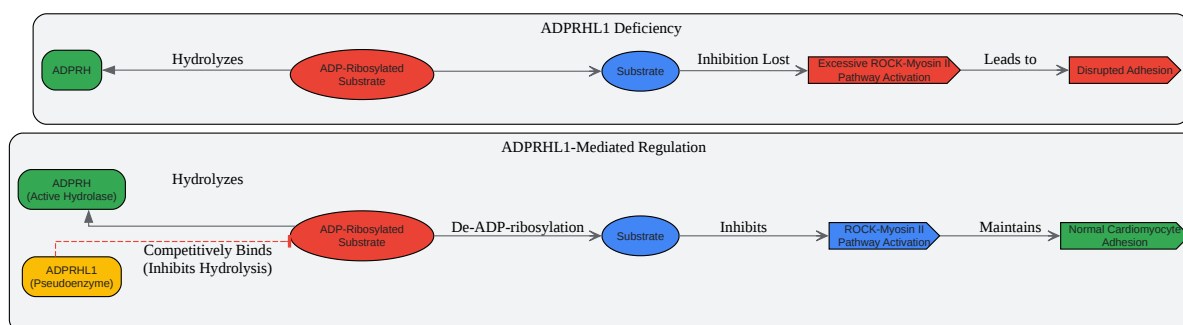 ADPRHL1 Deficiency
ADPRH
Hydrolyzes
ADP-Ribosylated
Substrate
Substrate
Inhibition Lost
Excessive ROCK-Myosin II
Pathway Activation
Leads to
Disrupted Adhesion
ADPRHL1-Mediated Regulation
ADPRH
(Active Hydrolase)
Hydrolyzes
ADP-Ribosylated
Substrate
De-ADP-ribosylation
Substrate
Inhibits
ROCK-Myosin II
Pathway Activation
Maintains
Normal Cardiomyocyte
Adhesion
Competitively Binds
(Inhibits Hydrolysis)
ADPRHL1
(Pseudoenzyme)